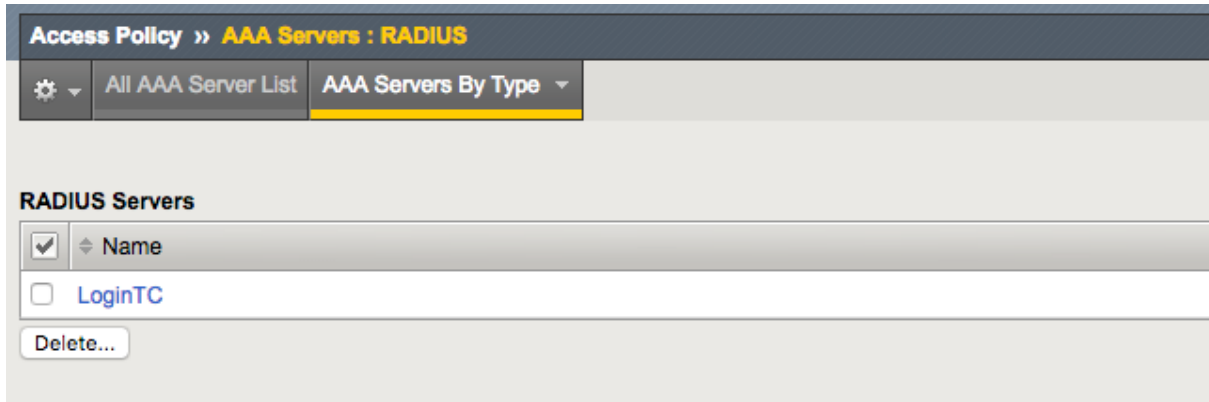 Access Policy ›› AAA Servers : RADIUS
All AAA Server List AAA Servers By Type
RADIUS Servers
Name
LoginTC
Delete...